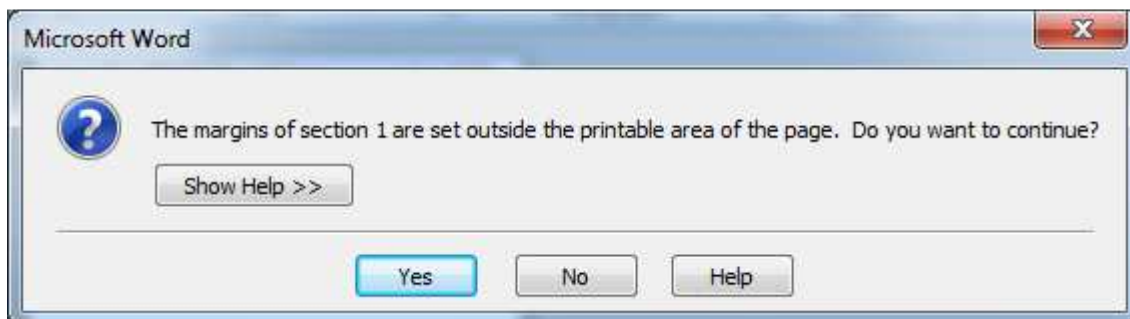 Microsoft Word
The margins of section 1 are set outside the printable area of the page.  Do you want to continue?
Show Help >>
Yes
No
Help